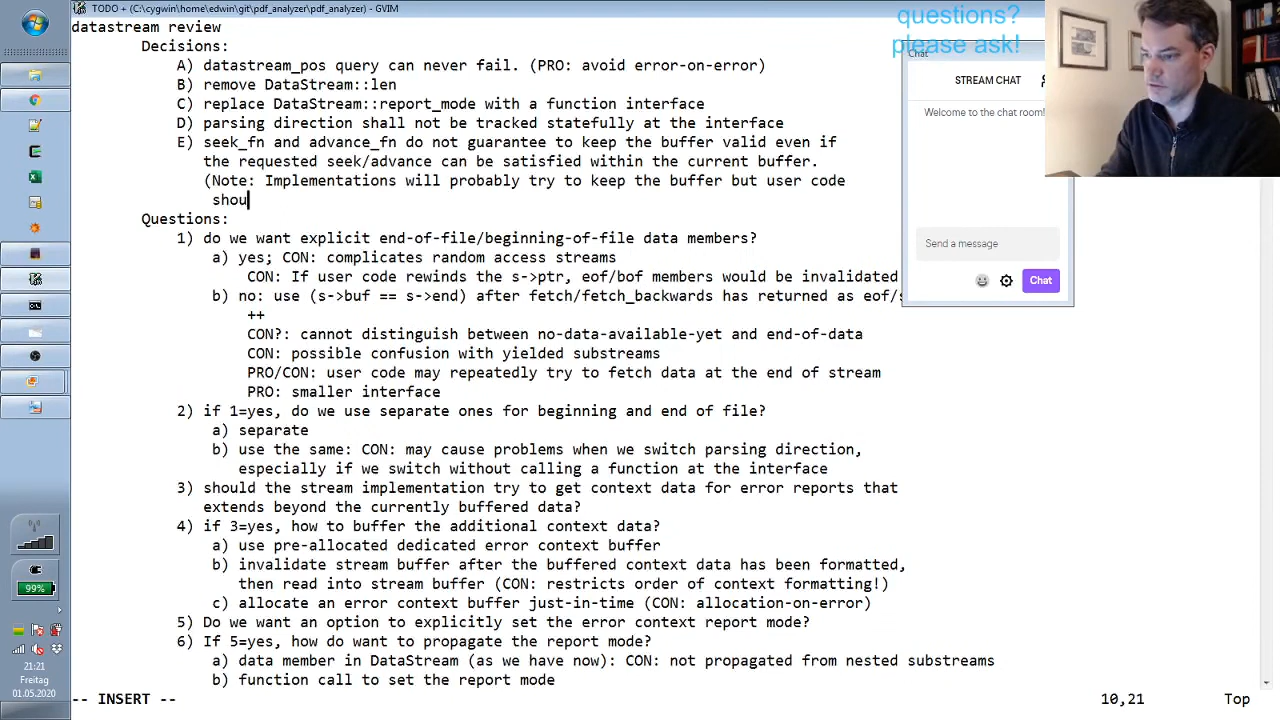 TODO + (C:\cygwin\home\edwin\git\pdf_analyzer\pdf_analyzer) - GVIM
datastream review
Decisions:
A) datastream_pos query can never fail. (PRO: avoid error-on-error)
B) remove DataStream::len
C) replace DataStream::report_mode with a function interface
D) parsing direction shall not be tracked statefully at the interface
E) seek_fn and advance_fn do not guarantee to keep the buffer valid even if
the requested seek/advance can be satisfied within the current buffer.
(Note: Implementations will probably try to keep the buffer but user code
shou
Questions:
1) do we want explicit end-of-file/beginning-of-file data members?
a) yes; CON: complicates random access streams
CON: If user code rewinds the s->ptr, eof/bof members would be invalidated
b) no: use (s->buf == s->end) after fetch/fetch_backwards has returned as eof/s
++
CON?: cannot distinguish between no-data-available-yet and end-of-data
CON: possible confusion with yielded substreams
PRO/CON: user code may repeatedly try to fetch data at the end of stream
PRO: smaller interface
2) if 1=yes, do we use separate ones for beginning and end of file?
a) separate
b) use the same: CON: may cause problems when we switch parsing direction,
especially if we switch without calling a function at the interface
3) should the stream implementation try to get context data for error reports that
extends beyond the currently buffered data?
4) if 3=yes, how to buffer the additional context data?
a) use pre-allocated dedicated error context buffer
b) invalidate stream buffer after the buffered context data has been formatted,
then read into stream buffer (CON: restricts order of context formatting!)
c) allocate an error context buffer just-in-time (CON: allocation-on-error)
5) Do we want an option to explicitly set the error context report mode?
6) If 5=yes, how do want to propagate the report mode?
a) data member in DataStream (as we have now): CON: not propagated from nested substreams
b) function call to set the report mode
-- INSERT --
10,21
Top
questions?
please ask!
Chat
STREAM CHAT
Welcome to the chat room!
Send a message
Chat
99%
21:21
Freitag
01.05.2020